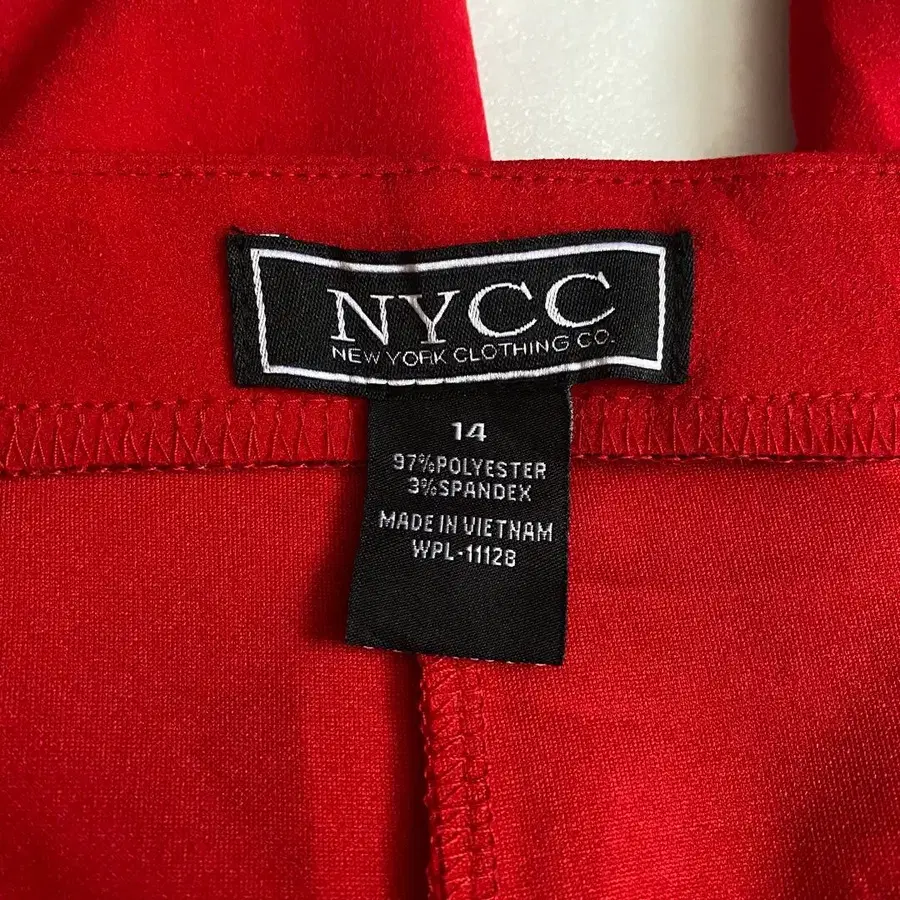 NYCC
NEW YORK CLOTHING CO.
14
97%POLYESTER
3%SPANDEX
MADE IN VIETNAM
WPL-11128